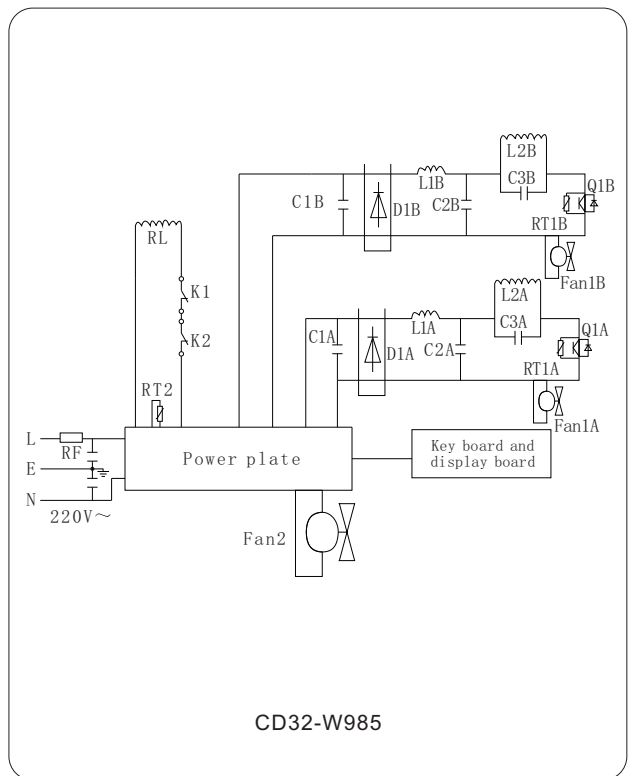 L2B
C3B
Q1B
L1B
C1B
D1B
C2B
RT1B
Fan1B
RL
K1
K2
L2A
C3A
Q1A
L1A
C1A
D1A
C2A
RT1A
Fan1A
RT2
L
RF
E
N
220V～
Power plate
Key board and
display board
Fan2
CD32-W985